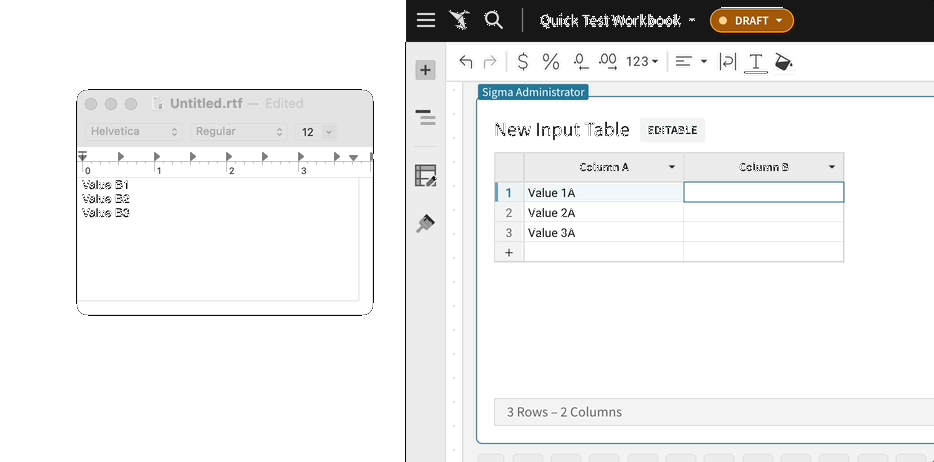 Untitled.rtf — Edited
Helvetica
Regular
12
0 1 2 3
Value B1
Value B2
Value B3
Quick Test Workbook
DRAFT
$ % .0 .00 123
Sigma Administrator
New Input Table
EDITABLE
Column A
Column B
1 Value 1A
2 Value 2A
3 Value 3A
+
3 Rows – 2 Columns